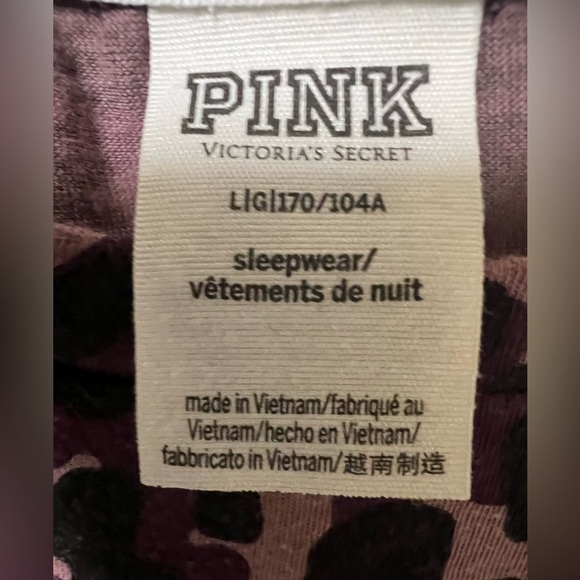 PINK
VICTORIA'S SECRET
L|G|170/104A
sleepwear/
vêtements de nuit
made in Vietnam/fabriqué au
Vietnam/hecho en Vietnam/
fabbricato in Vietnam/越南制造